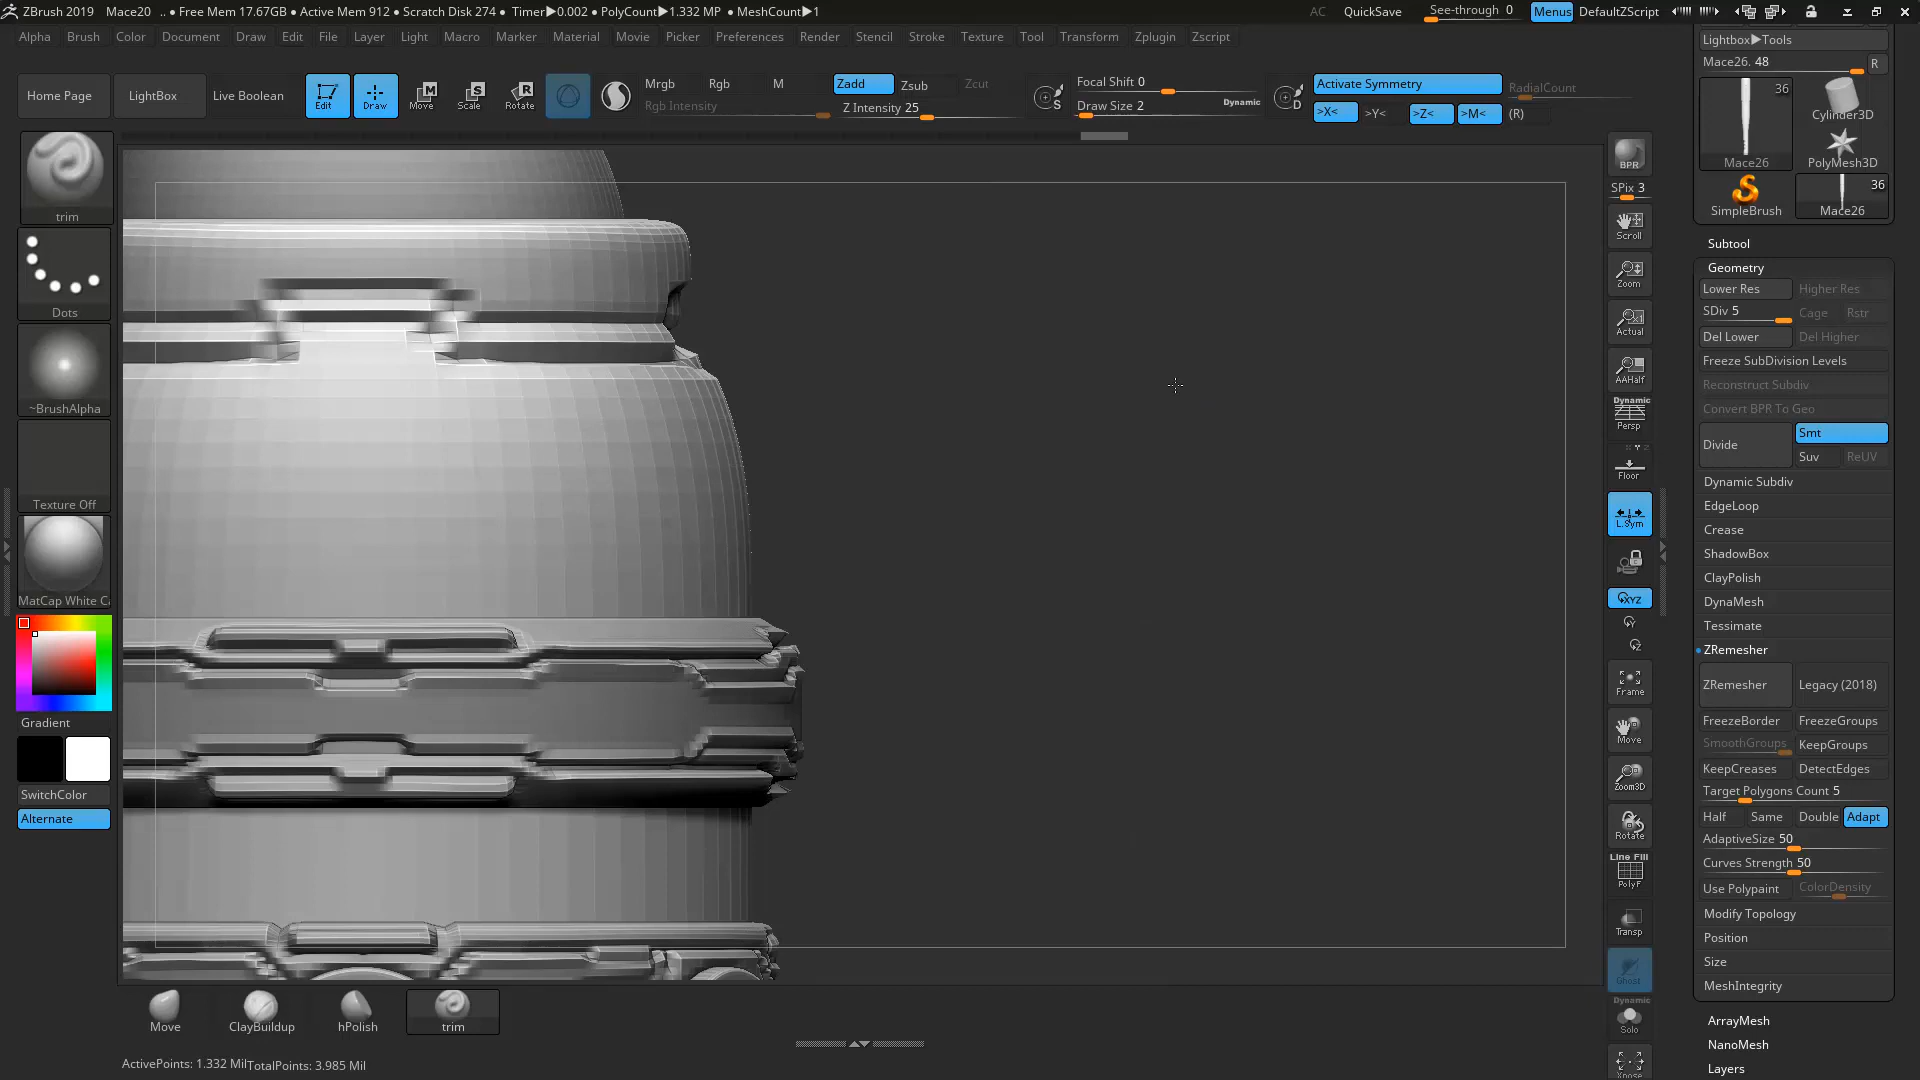 ZBrush 2019 Mace20 .. • Free Mem 17.67GB • Active Mem 912 • Scratch Disk 274 • Timer▶0.002 • PolyCount▶1.332 MP • MeshCount▶1 AC QuickSave See-through 0 Menus DefaultZScript
Alpha Brush Color Document Draw Edit File Layer Light Macro Marker Material Movie Picker Preferences Render Stencil Stroke Texture Tool Transform Zplugin Zscript
Home Page LightBox Live Boolean
Edit Draw Move Scale Rotate
Mrgb Rgb M Zadd Zsub Zcut
Rgb Intensity Z Intensity 25
S Focal Shift 0
Draw Size 2 Dynamic
D Activate Symmetry RadialCount
>X< >Y< >Z< >M< (R)
trim
Dots
~BrushAlpha
Texture Off
MatCap White C
Gradient
SwitchColor
Alternate
BPR
SPix 3
Scroll
Zoom
Actual
AAHalf
Dynamic
Persp
Floor
L.Sym
XYZ
Y
Z
Frame
Move
Zoom3D
Rotate
Line Fill
PolyF
Transp
Ghost
Dynamic
Solo
Xpose
Lightbox▶Tools
Mace26. 48 R
36
Mace26
Cylinder3D
PolyMesh3D
SimpleBrush
36
Mace26
Subtool
Geometry
Lower Res Higher Res
SDiv 5 Cage Rstr
Del Lower Del Higher
Freeze SubDivision Levels
Reconstruct Subdiv
Convert BPR To Geo
Divide Smt
Suv ReUV
Dynamic Subdiv
EdgeLoop
Crease
ShadowBox
ClayPolish
DynaMesh
Tessimate
ZRemesher
ZRemesher Legacy (2018)
FreezeBorder FreezeGroups
SmoothGroups KeepGroups
KeepCreases DetectEdges
Target Polygons Count 5
Half Same Double Adapt
AdaptiveSize 50
Curves Strength 50
Use Polypaint ColorDensity
Modify Topology
Position
Size
MeshIntegrity
ArrayMesh
NanoMesh
Layers
Move ClayBuildup hPolish trim
ActivePoints: 1.332 Mil TotalPoints: 3.985 Mil